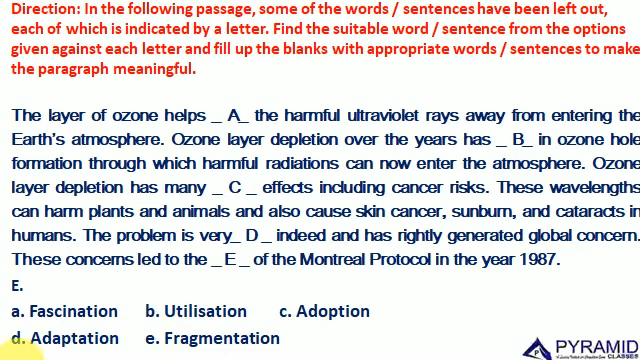 Direction: In the following passage, some of the words / sentences have been left out,
each of which is indicated by a letter. Find the suitable word / sentence from the options
given against each letter and fill up the blanks with appropriate words / sentences to make
the paragraph meaningful.
The layer of ozone helps _ A_ the harmful ultraviolet rays away from entering the
Earth's atmosphere. Ozone layer depletion over the years has _ B_ in ozone hole
formation through which harmful radiations can now enter the atmosphere. Ozone
layer depletion has many _ C _ effects including cancer risks. These wavelengths
can harm plants and animals and also cause skin cancer, sunburn, and cataracts in
humans. The problem is very_ D _ indeed and has rightly generated global concern.
These concerns led to the _ E _ of the Montreal Protocol in the year 1987.
E.
a. Fascination b. Utilisation c. Adoption
d. Adaptation e. Fragmentation
PYRAMID
CLASSES